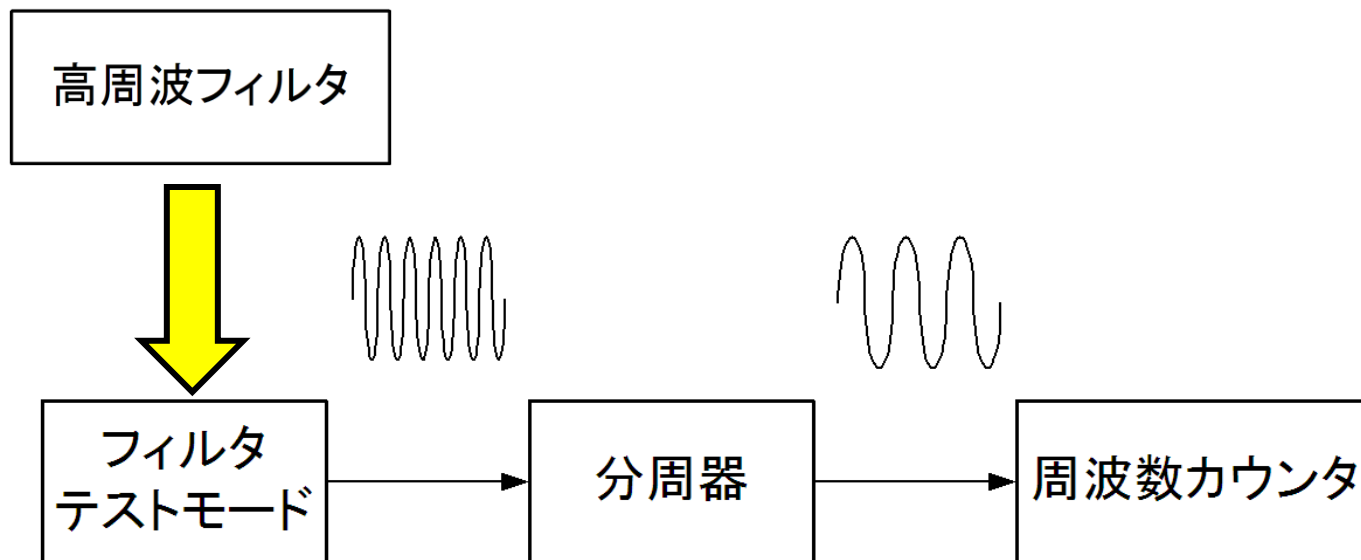 高周波フィルタ
フィルタ
テストモード
分周器
周波数カウンタ